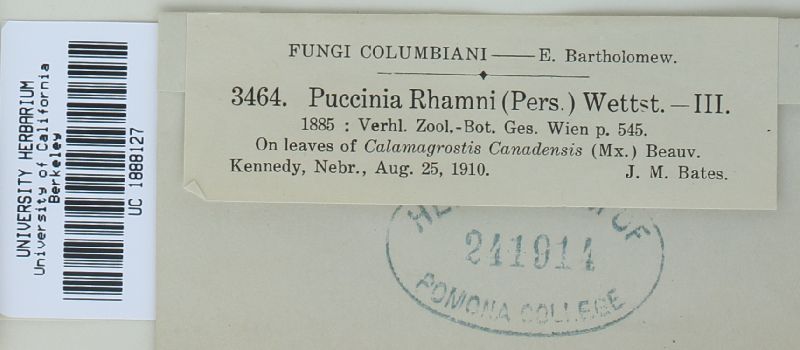 UNIVERSITY HERBARIUM
University of California
Berkeley
UC 1888127
FUNGI COLUMBIANI — E. Bartholomew.
3464. Puccinia Rhamni (Pers.) Wettst. — III.
1885 : Verhl. Zool.-Bot. Ges. Wien p. 545.
On leaves of Calamagrostis Canadensis (Mx.) Beauv.
Kennedy, Nebr., Aug. 25, 1910. J. M. Bates.
OF
241914
POMONA COLLEGE